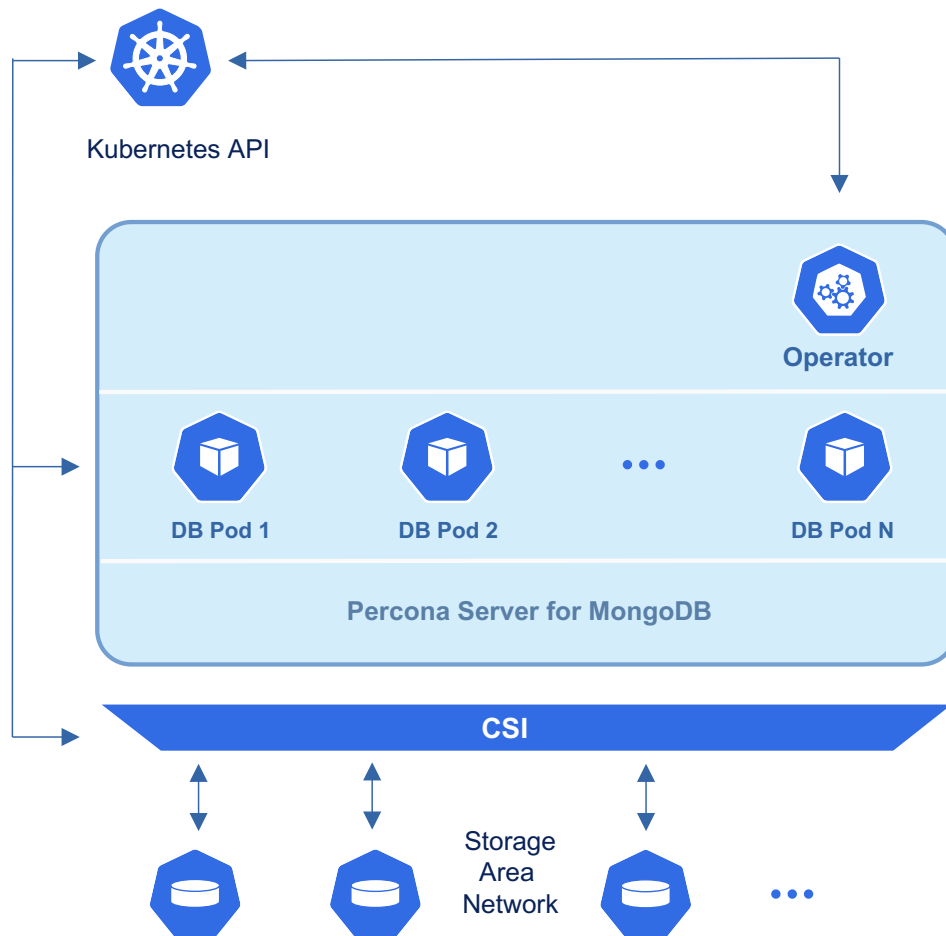 Kubernetes API
Operator
DB Pod 1
DB Pod 2
DB Pod N
Percona Server for MongoDB
CSI
Storage
Area
Network